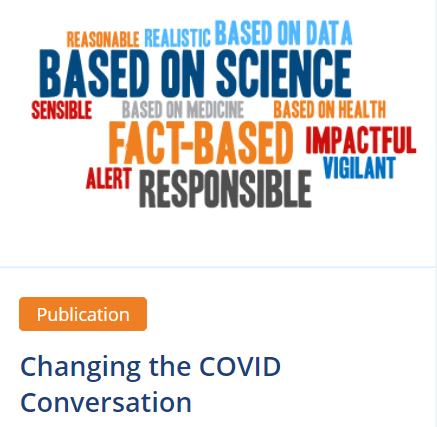 REASONABLE REALISTIC BASED ON DATA
BASED ON SCIENCE
SENSIBLE BASED ON MEDICINE BASED ON HEALTH
FACT-BASED IMPACTFUL
ALERT RESPONSIBLE VIGILANT
Publication
Changing the COVID
Conversation